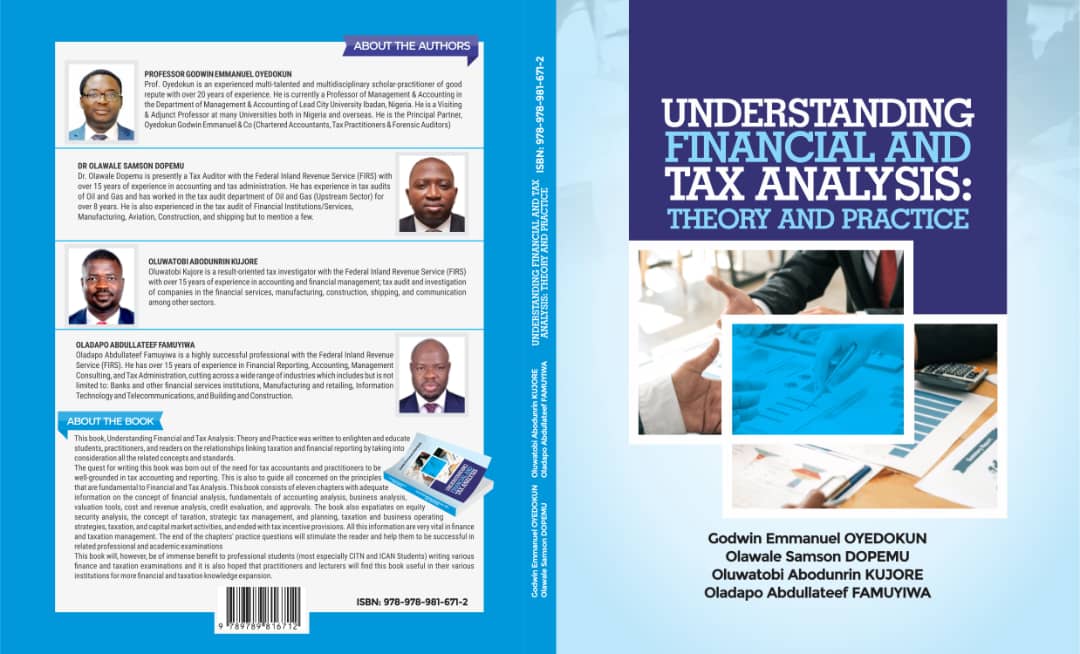 ABOUT THE AUTHORS
PROFESSOR GODWIN EMMANUEL OYEDOKUN
Prof. Oyedokun is an experienced multi-talented and multidisciplinary scholar-practitioner of good
repute with over 20 years of experience. He is currently a Professor of Management & Accounting in
the Department of Management & Accounting of Lead City University Ibadan, Nigeria. He is a Visiting
& Adjunct Professor at many Universities both in Nigeria and overseas. He is the Principal Partner,
Oyedokun Godwin Emmanuel & Co (Chartered Accountants, Tax Practitioners & Forensic Auditors)
DR OLAWALE SAMSON DOPEMU
Dr. Olawale Dopemu is presently a Tax Auditor with the Federal Inland Revenue Service (FIRS) with
over 15 years of experience in accounting and tax administration. He has experience in tax audits
of Oil and Gas and has worked in the tax audit department of Oil and Gas (Upstream Sector) for
over 8 years. He is also experienced in the tax audit of Financial Institutions/Services,
Manufacturing, Aviation, Construction, and shipping but to mention a few.
OLUWATOBI ABODUNRIN KUJORE
Oluwatobi Kujore is a result-oriented tax investigator with the Federal Inland Revenue Service (FIRS)
with over 15 years of experience in accounting and financial management; tax audit and investigation
of companies in the financial services, manufacturing, construction, shipping, and communication
among other sectors.
OLADAPO ABDULLATEEF FAMUYIWA
Oladapo Abdullateef Famuyiwa is a highly successful professional with the Federal Inland Revenue
Service (FIRS). He has over 15 years of experience in Financial Reporting, Accounting, Management
Consulting, and Tax Administration, cutting across a wide range of industries which includes but is not
limited to: Banks and other financial services institutions, Manufacturing and retailing, Information
Technology and Telecommunications, and Building and Construction.
ABOUT THE BOOK
This book, Understanding Financial and Tax Analysis: Theory and Practice was written to enlighten and educate
students, practitioners, and readers on the relationships linking taxation and financial reporting by taking into
consideration all the related concepts and standards.
The quest for writing this book was born out of the need for tax accountants and practitioners to be
well-grounded in tax accounting and reporting. This is also to guide all concerned on the principles
that are fundamental to Financial and Tax Analysis. This book consists of eleven chapters with adequate
information on the concept of financial analysis, fundamentals of accounting analysis, business analysis,
valuation tools, cost and revenue analysis, credit evaluation, and approvals. The book also expatiates on equity
security analysis, the concept of taxation, strategic tax management, and planning, taxation and business operating
strategies, taxation, and capital market activities, and ended with tax incentive provisions. All this information are very vital in finance
and taxation management. The end of the chapters' practice questions will stimulate the reader and help them to be successful in
related professional and academic examinations
This book will, however, be of immense benefit to professional students (most especially CITN and ICAN Students) writing various
finance and taxation examinations and it is also hoped that practitioners and lecturers will find this book useful in their various
institutions for more financial and taxation knowledge expansion.
UNDERSTANDING
FINANCIAL AND
TAX ANALYSIS:
ISBN: 978-978-981-671-2
9 789789 816712
ISBN: 978-978-981-671-2
UNDERSTANDING FINANCIAL AND TAX
ANALYSIS: THEORY AND PRACTICE
Oluwatobi Abodunrin KUJORE
Oladapo Abdullateef FAMUYIWA
Godwin Emmanuel OYEDOKUN
Olawale Samson DOPEMU
UNDERSTANDING
FINANCIAL AND
TAX ANALYSIS:
THEORY AND PRACTICE
Godwin Emmanuel OYEDOKUN
Olawale Samson DOPEMU
Oluwatobi Abodunrin KUJORE
Oladapo Abdullateef FAMUYIWA